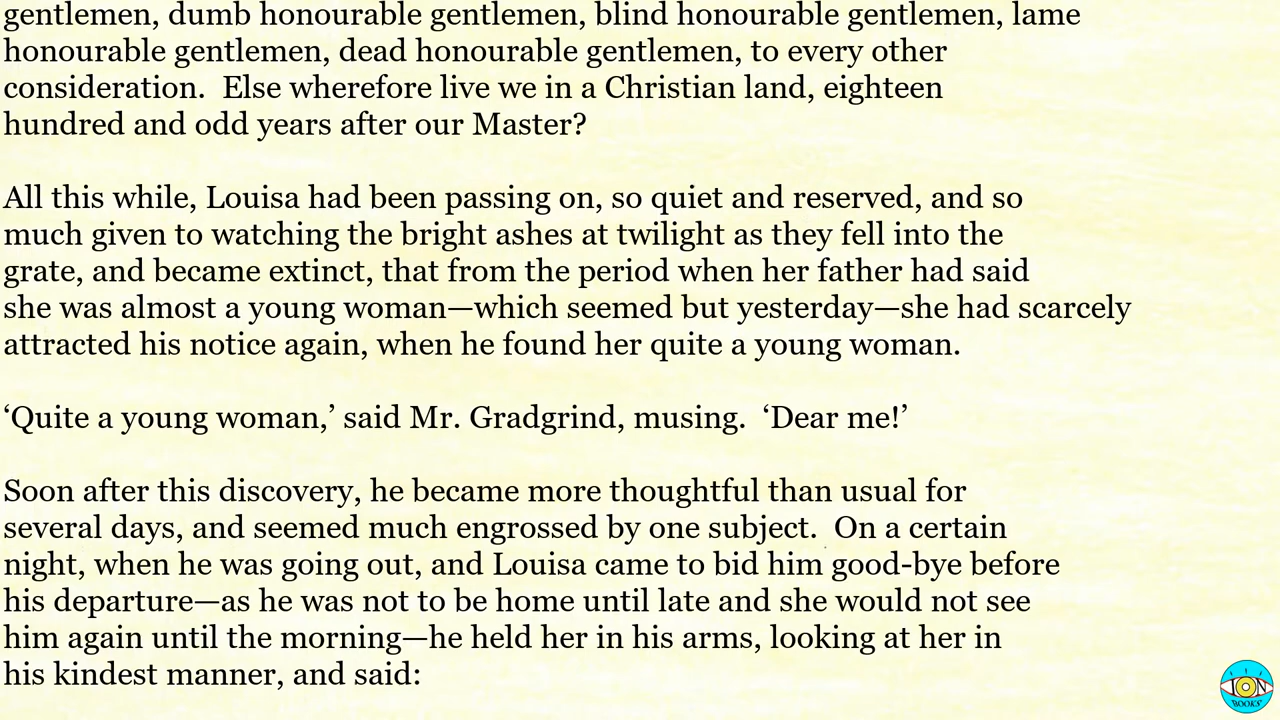 gentlemen, dumb honourable gentlemen, blind honourable gentlemen, lame
honourable gentlemen, dead honourable gentlemen, to every other
consideration.  Else wherefore live we in a Christian land, eighteen
hundred and odd years after our Master?
All this while, Louisa had been passing on, so quiet and reserved, and so
much given to watching the bright ashes at twilight as they fell into the
grate, and became extinct, that from the period when her father had said
she was almost a young woman—which seemed but yesterday—she had scarcely
attracted his notice again, when he found her quite a young woman.
‘Quite a young woman,’ said Mr. Gradgrind, musing.  ‘Dear me!’
Soon after this discovery, he became more thoughtful than usual for
several days, and seemed much engrossed by one subject.  On a certain
night, when he was going out, and Louisa came to bid him good-bye before
his departure—as he was not to be home until late and she would not see
him again until the morning—he held her in his arms, looking at her in
his kindest manner, and said:
ION
BOOKS